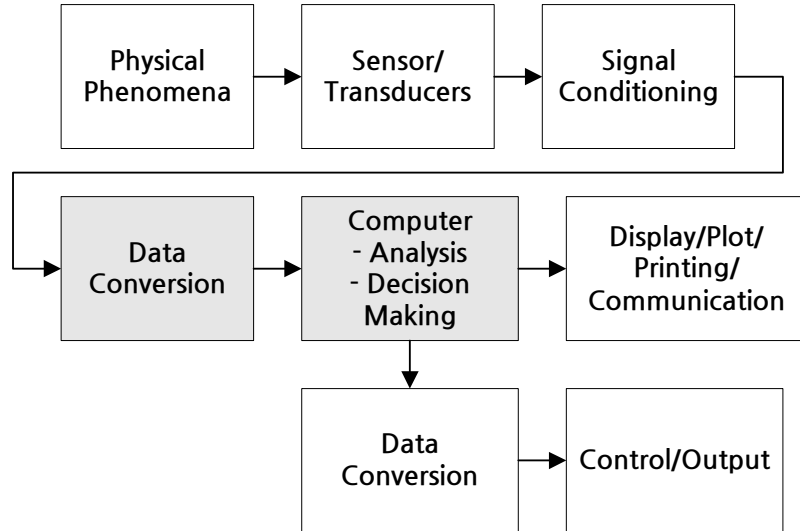 Physical
Phenomena
Sensor/
Transducers
Signal
Conditioning
Data
Conversion
Computer
- Analysis
- Decision
Making
Display/Plot/
Printing/
Communication
Data
Conversion
Control/Output